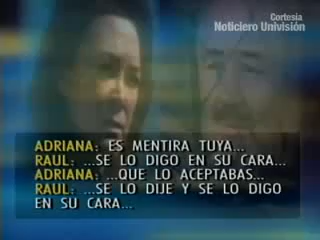 Cortesía
Noticiero Univisión
ADRIANA: ES MENTIRA TUYA...
RAUL: ...SE LO DIGO EN SU CARA...
ADRIANA: ...QUE LO ACEPTABAS...
RAUL: ...SE LO DIJE Y SE LO DIGO
EN SU CARA...